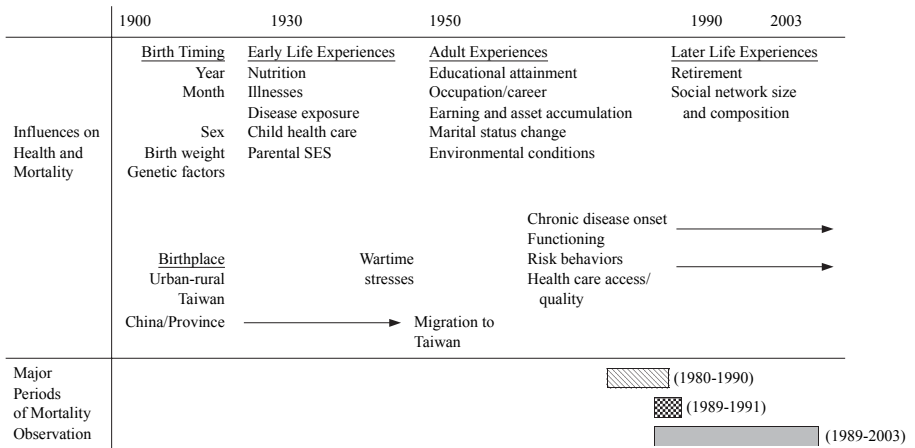 1900 1930 1950 1990 2003
Influences on
Health and
Mortality
Birth Timing
Year
Month
Sex
Birth weight
Genetic factors
Early Life Experiences
Nutrition
Illnesses
Disease exposure
Child health care
Parental SES
Adult Experiences
Educational attainment
Occupation/career
Earning and asset accumulation
Marital status change
Environmental conditions
Later Life Experiences
Retirement
Social network size
and composition
Chronic disease onset
Functioning
Risk behaviors
Health care access/
quality
Birthplace
Urban-rural
Taiwan
China/Province
Wartime
stresses
Migration to
Taiwan
Major
Periods
of Mortality
Observation
(1980-1990)
(1989-1991)
(1989-2003)